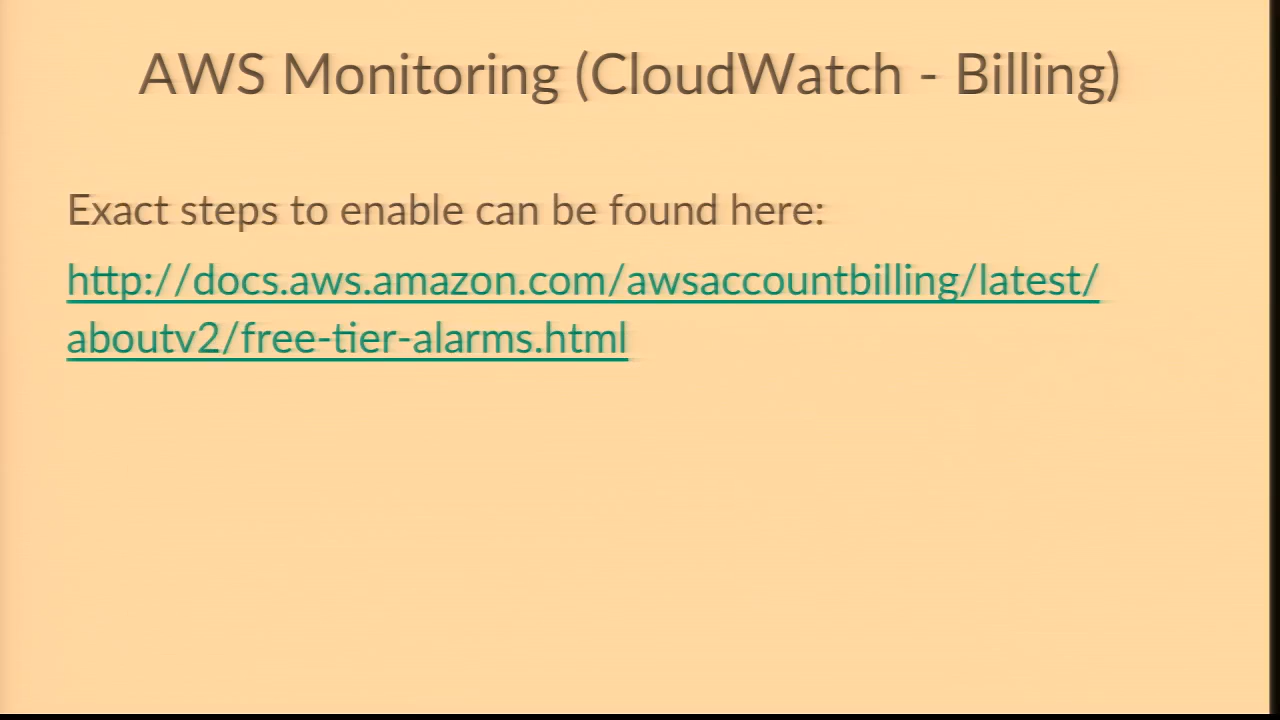 AWS Monitoring (CloudWatch - Billing)
Exact steps to enable can be found here:
http://docs.aws.amazon.com/awsaccountbilling/latest/
aboutv2/free-tier-alarms.html